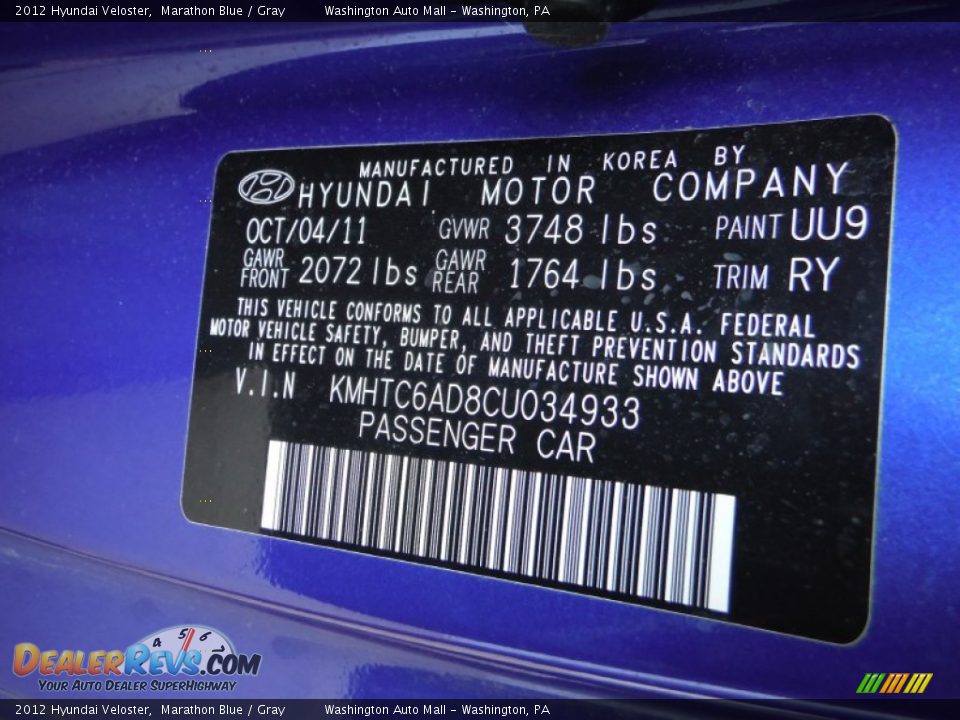 2012 Hyundai Veloster, Marathon Blue / Gray Washington Auto Mall - Washington, PA
MANUFACTURED IN KOREA BY
HYUNDAI MOTOR COMPANY
OCT/04/11 GVWR 3748 lbs PAINT UU9
GAWR FRONT 2072 lbs GAWR REAR 1764 lbs TRIM RY
THIS VEHICLE CONFORMS TO ALL APPLICABLE U.S.A. FEDERAL
MOTOR VEHICLE SAFETY, BUMPER, AND THEFT PREVENTION STANDARDS
IN EFFECT ON THE DATE OF MANUFACTURE SHOWN ABOVE
V.I.N KMHTC6AD8CU034933
PASSENGER CAR
4 5 6
DEALERREVS.COM
YOUR AUTO DEALER SUPERHIGHWAY
2012 Hyundai Veloster, Marathon Blue / Gray Washington Auto Mall - Washington, PA